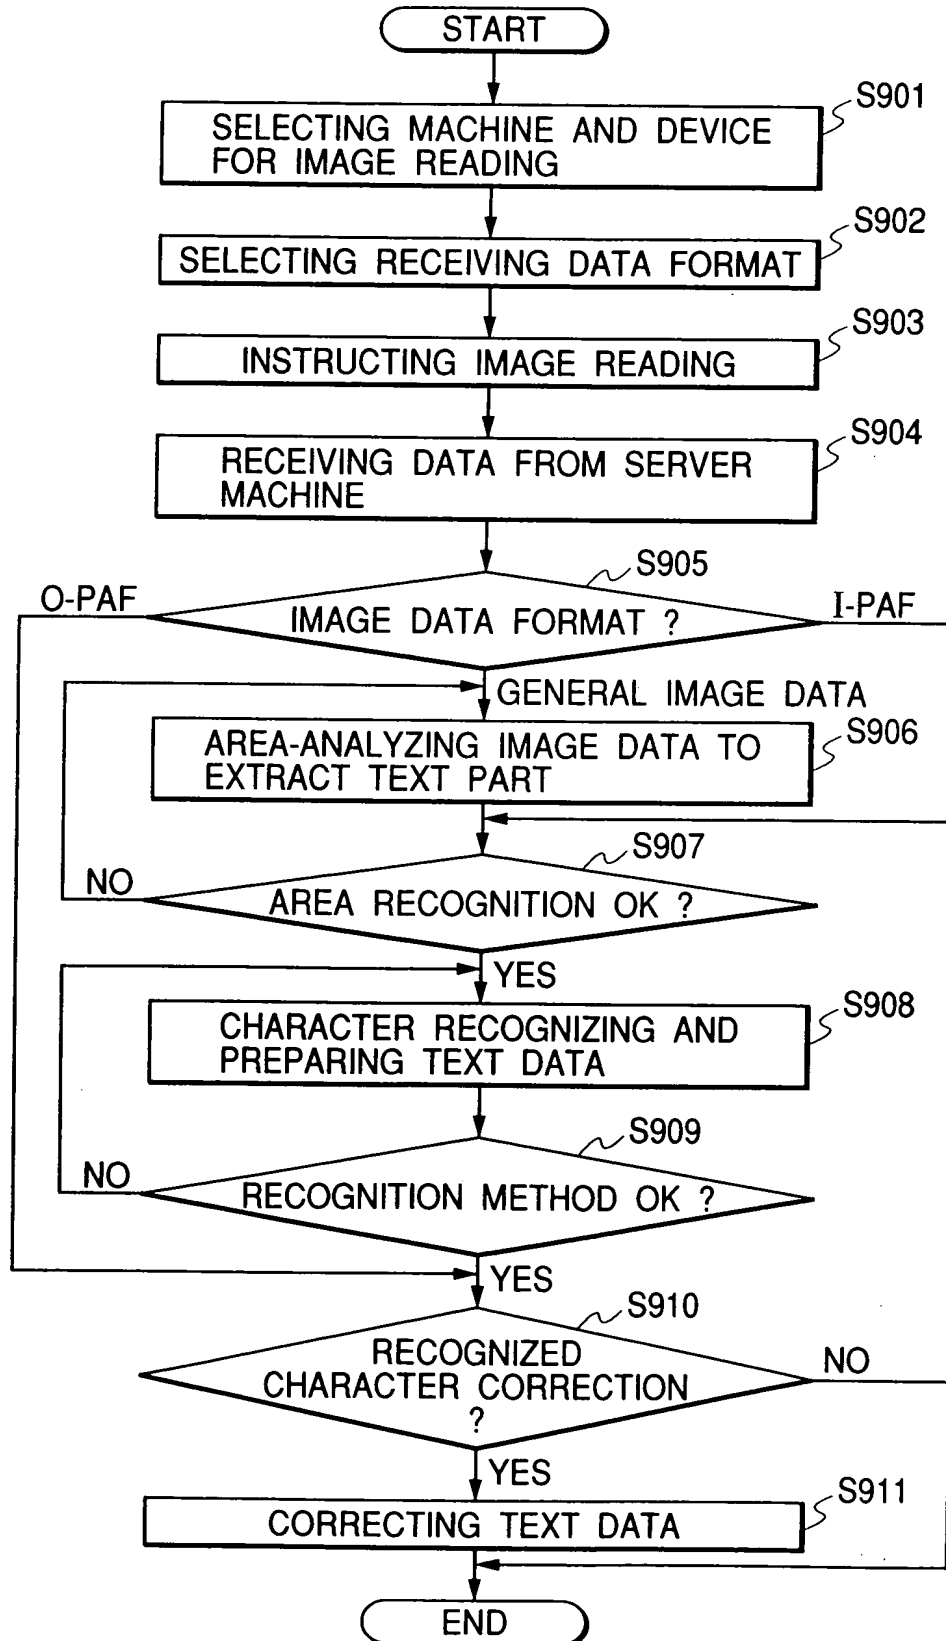 START
S901
SELECTING MACHINE AND DEVICE
FOR IMAGE READING
S902
SELECTING RECEIVING DATA FORMAT
S903
INSTRUCTING IMAGE READING
S904
RECEIVING DATA FROM SERVER
MACHINE
S905
O-PAF
IMAGE DATA FORMAT ?
I-PAF
GENERAL IMAGE DATA
S906
AREA-ANALYZING IMAGE DATA TO
EXTRACT TEXT PART
S907
NO
AREA RECOGNITION OK ?
YES
S908
CHARACTER RECOGNIZING AND
PREPARING TEXT DATA
S909
NO
RECOGNITION METHOD OK ?
YES
S910
RECOGNIZED
CHARACTER CORRECTION
?
NO
YES
S911
CORRECTING TEXT DATA
END